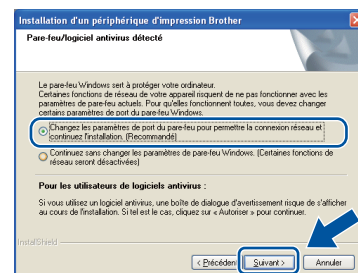 Installation d'un périphérique d'impression Brother
Pare-feu/logiciel antivirus détecté
Le pare-feu Windows sert à protéger votre ordinateur.
Certaines fonctions de réseau de votre appareil risquent de ne pas fonctionner avec les
paramètres de pare-feu actuels. Pour qu'elles fonctionnent toutes, vous devez changer
certains paramètres de port du pare-feu Windows.
Changez les paramètres de port du pare-feu pour permettre la connexion réseau et
continuez l'installation. (Recommandé)
Continuez sans changer les paramètres de pare-feu Windows. (Certaines fonctions de
réseau seront désactivées)
Pour les utilisateurs de logiciels antivirus :
Si vous utilisez un logiciel antivirus, une boîte de dialogue d'avertissement risque de s'afficher
au cours de l'installation. Si tel est le cas, cliquez sur « Autoriser » pour continuer.
InstallShield
< Précédent Suivant > Annuler